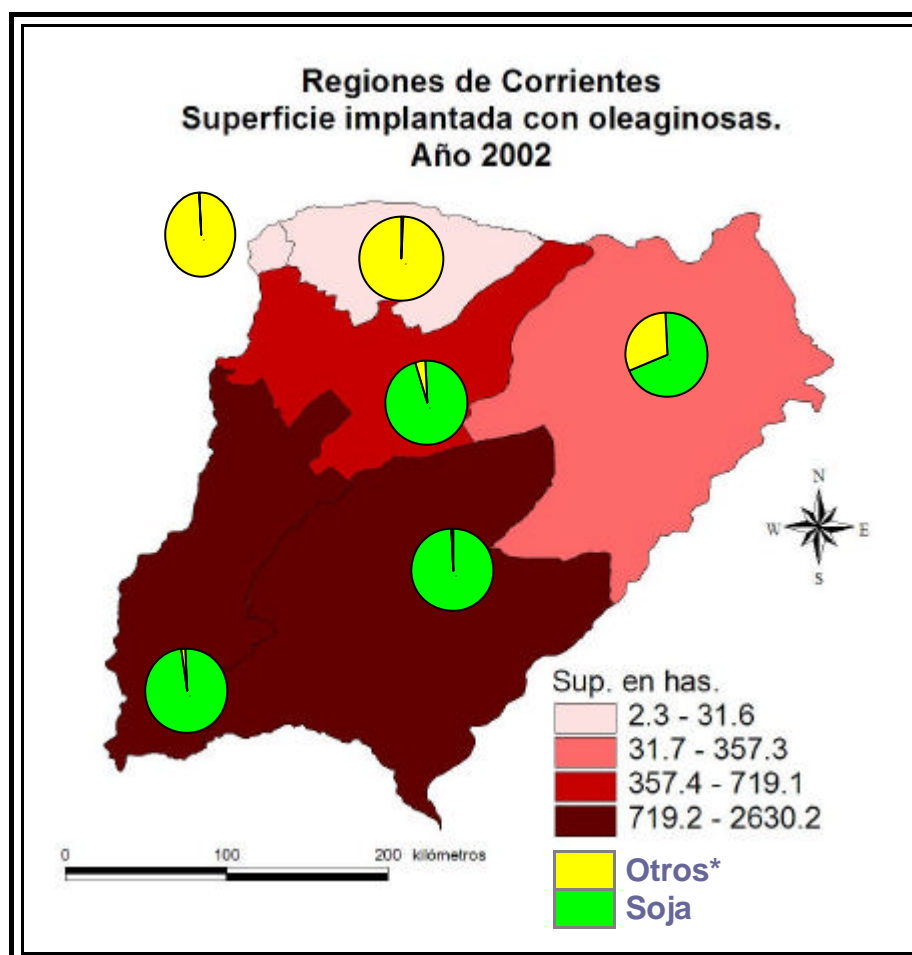 Regiones de Corrientes
Superficie implantada con oleaginosas.
Año 2002
N
W
E
S
Sup. en has.
2.3 - 31.6
31.7 - 357.3
357.4 - 719.1
719.2 - 2630.2
0 100 200 kilómetros
Otros*
Soja